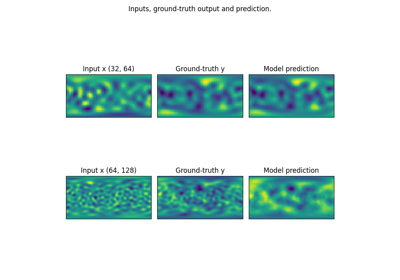 Inputs, ground-truth output and prediction.
Input x (32, 64)
Ground-truth y
Model prediction
Input x (64, 128)
Ground-truth y
Model prediction